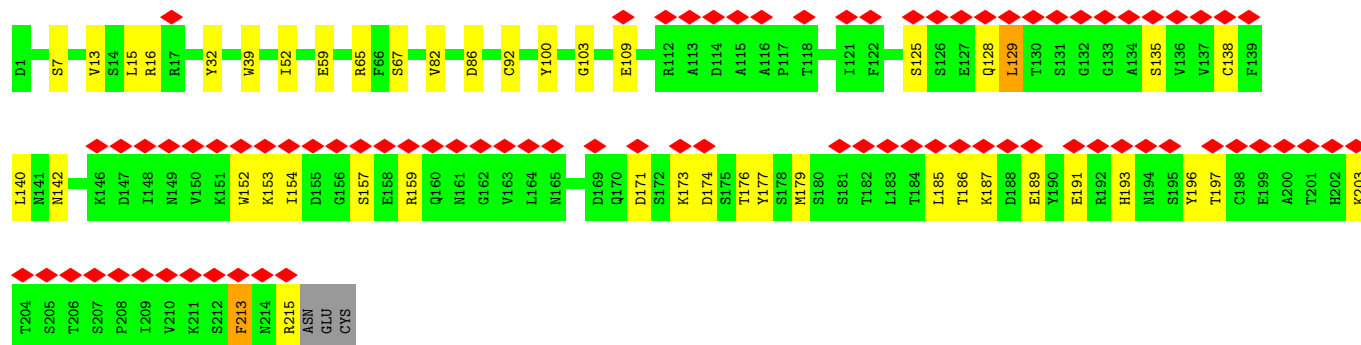 D1 S7 V13 S14 L15 R16 R17 Y32 W39 I52 E59 R65 F66 S67 V82 D86 C92 Y100 G103 E109 R112 A113 D114 A115 A116 P117 T118 I121 F122 S125 S126 E127 Q128 L129 T130 S131 G132 G133 A134 S135 V136 V137 C138 F139
L140 N141 N142 K146 D147 I148 N149 V150 K151 W152 K153 I154 D155 G156 S157 E158 R159 Q160 N161 G162 V163 L164 N165 D169 Q170 D171 S172 K173 D174 S175 T176 Y177 S178 M179 S180 S181 T182 L183 T184 L185 T186 K187 D188 E189 Y190 E191 R192 H193 N194 S195 Y196 T197 C198 E199 A200 T201 H202 K203
T204 S205 T206 S207 P208 I209 V210 K211 S212 F213 N214 R215 ASN GLU CYS